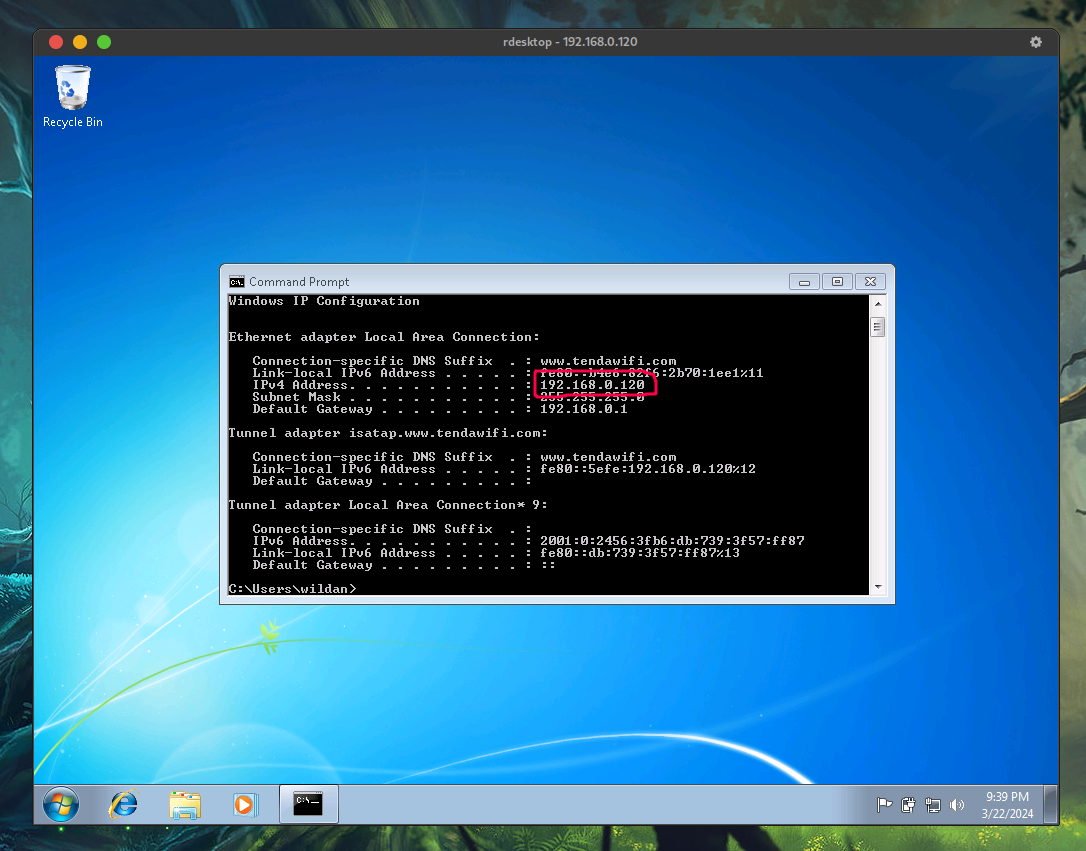 rdesktop - 192.168.0.120
Recycle Bin
Command Prompt
Windows IP Configuration
Ethernet adapter Local Area Connection:
Connection-specific DNS Suffix  . : www.tendawifi.com
Link-local IPv6 Address . . . . . : fe80::b4e6:82f6:2b70:1ee1%11
IPv4 Address. . . . . . . . . . . : 192.168.0.120
Subnet Mask . . . . . . . . . . . : 255.255.255.0
Default Gateway . . . . . . . . . : 192.168.0.1
Tunnel adapter isatap.www.tendawifi.com:
Connection-specific DNS Suffix  . : www.tendawifi.com
Link-local IPv6 Address . . . . . : fe80::5efe:192.168.0.120%12
Default Gateway . . . . . . . . . :
Tunnel adapter Local Area Connection* 9:
Connection-specific DNS Suffix  . :
IPv6 Address. . . . . . . . . . . : 2001:0:2456:3fb6:db:739:3f57:ff87
Link-local IPv6 Address . . . . . : fe80::db:739:3f57:ff87%13
Default Gateway . . . . . . . . . : ::
C:\Users\wildan>
9:39 PM
3/22/2024